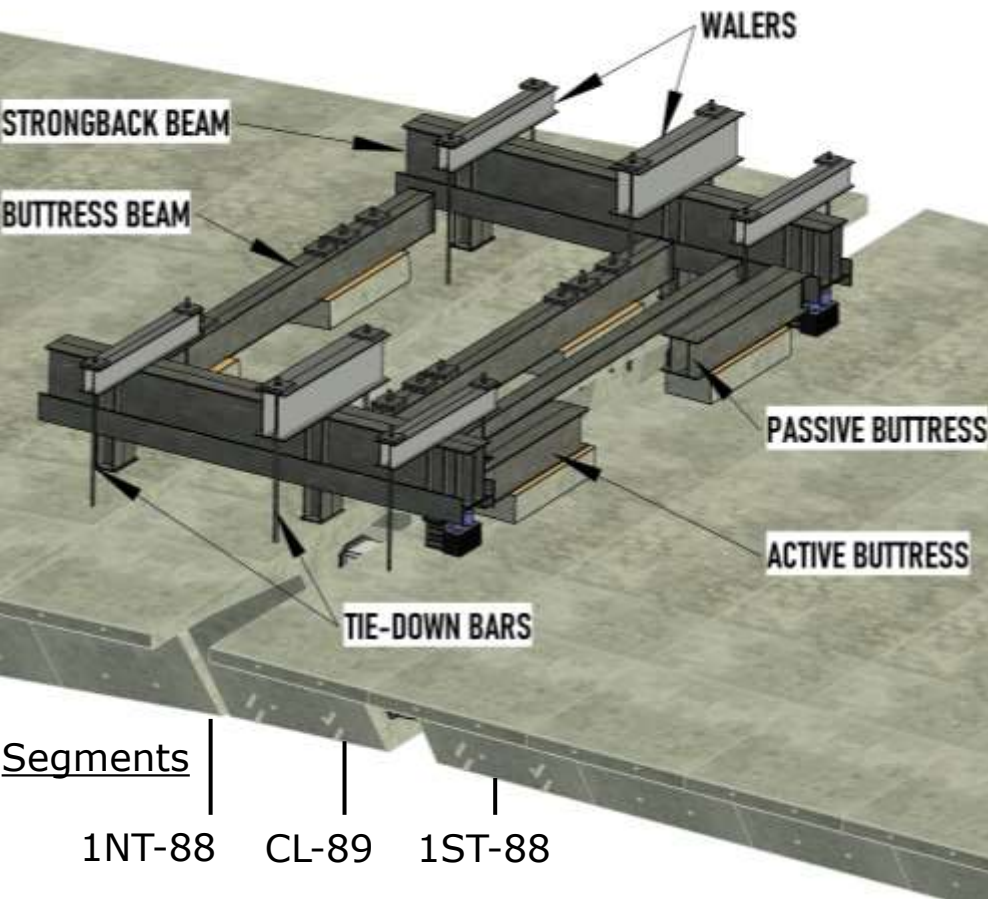 WALERS
STRONGBACK BEAM
BUTTRESS BEAM
PASSIVE BUTTRESS
ACTIVE BUTTRESS
TIE-DOWN BARS
Segments
1NT-88 CL-89 1ST-88